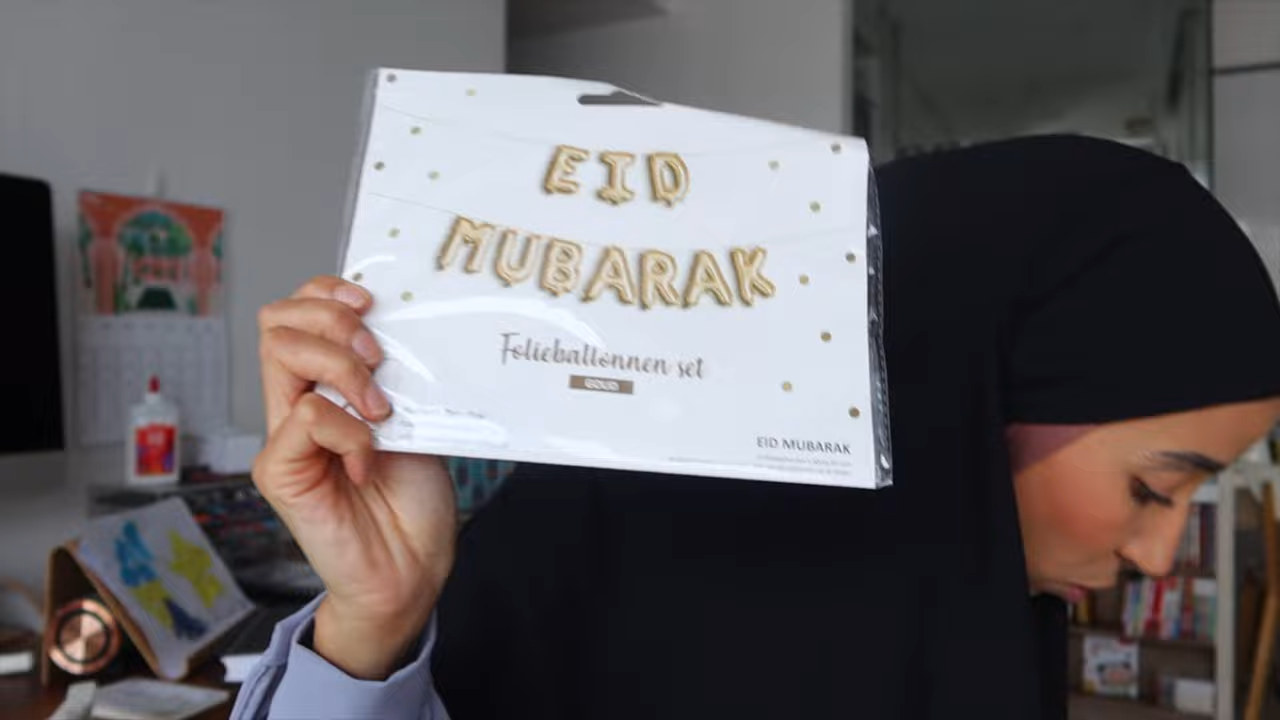 EID
MUBARAK
Folieballonnen set
GOUD
EID MUBARAK